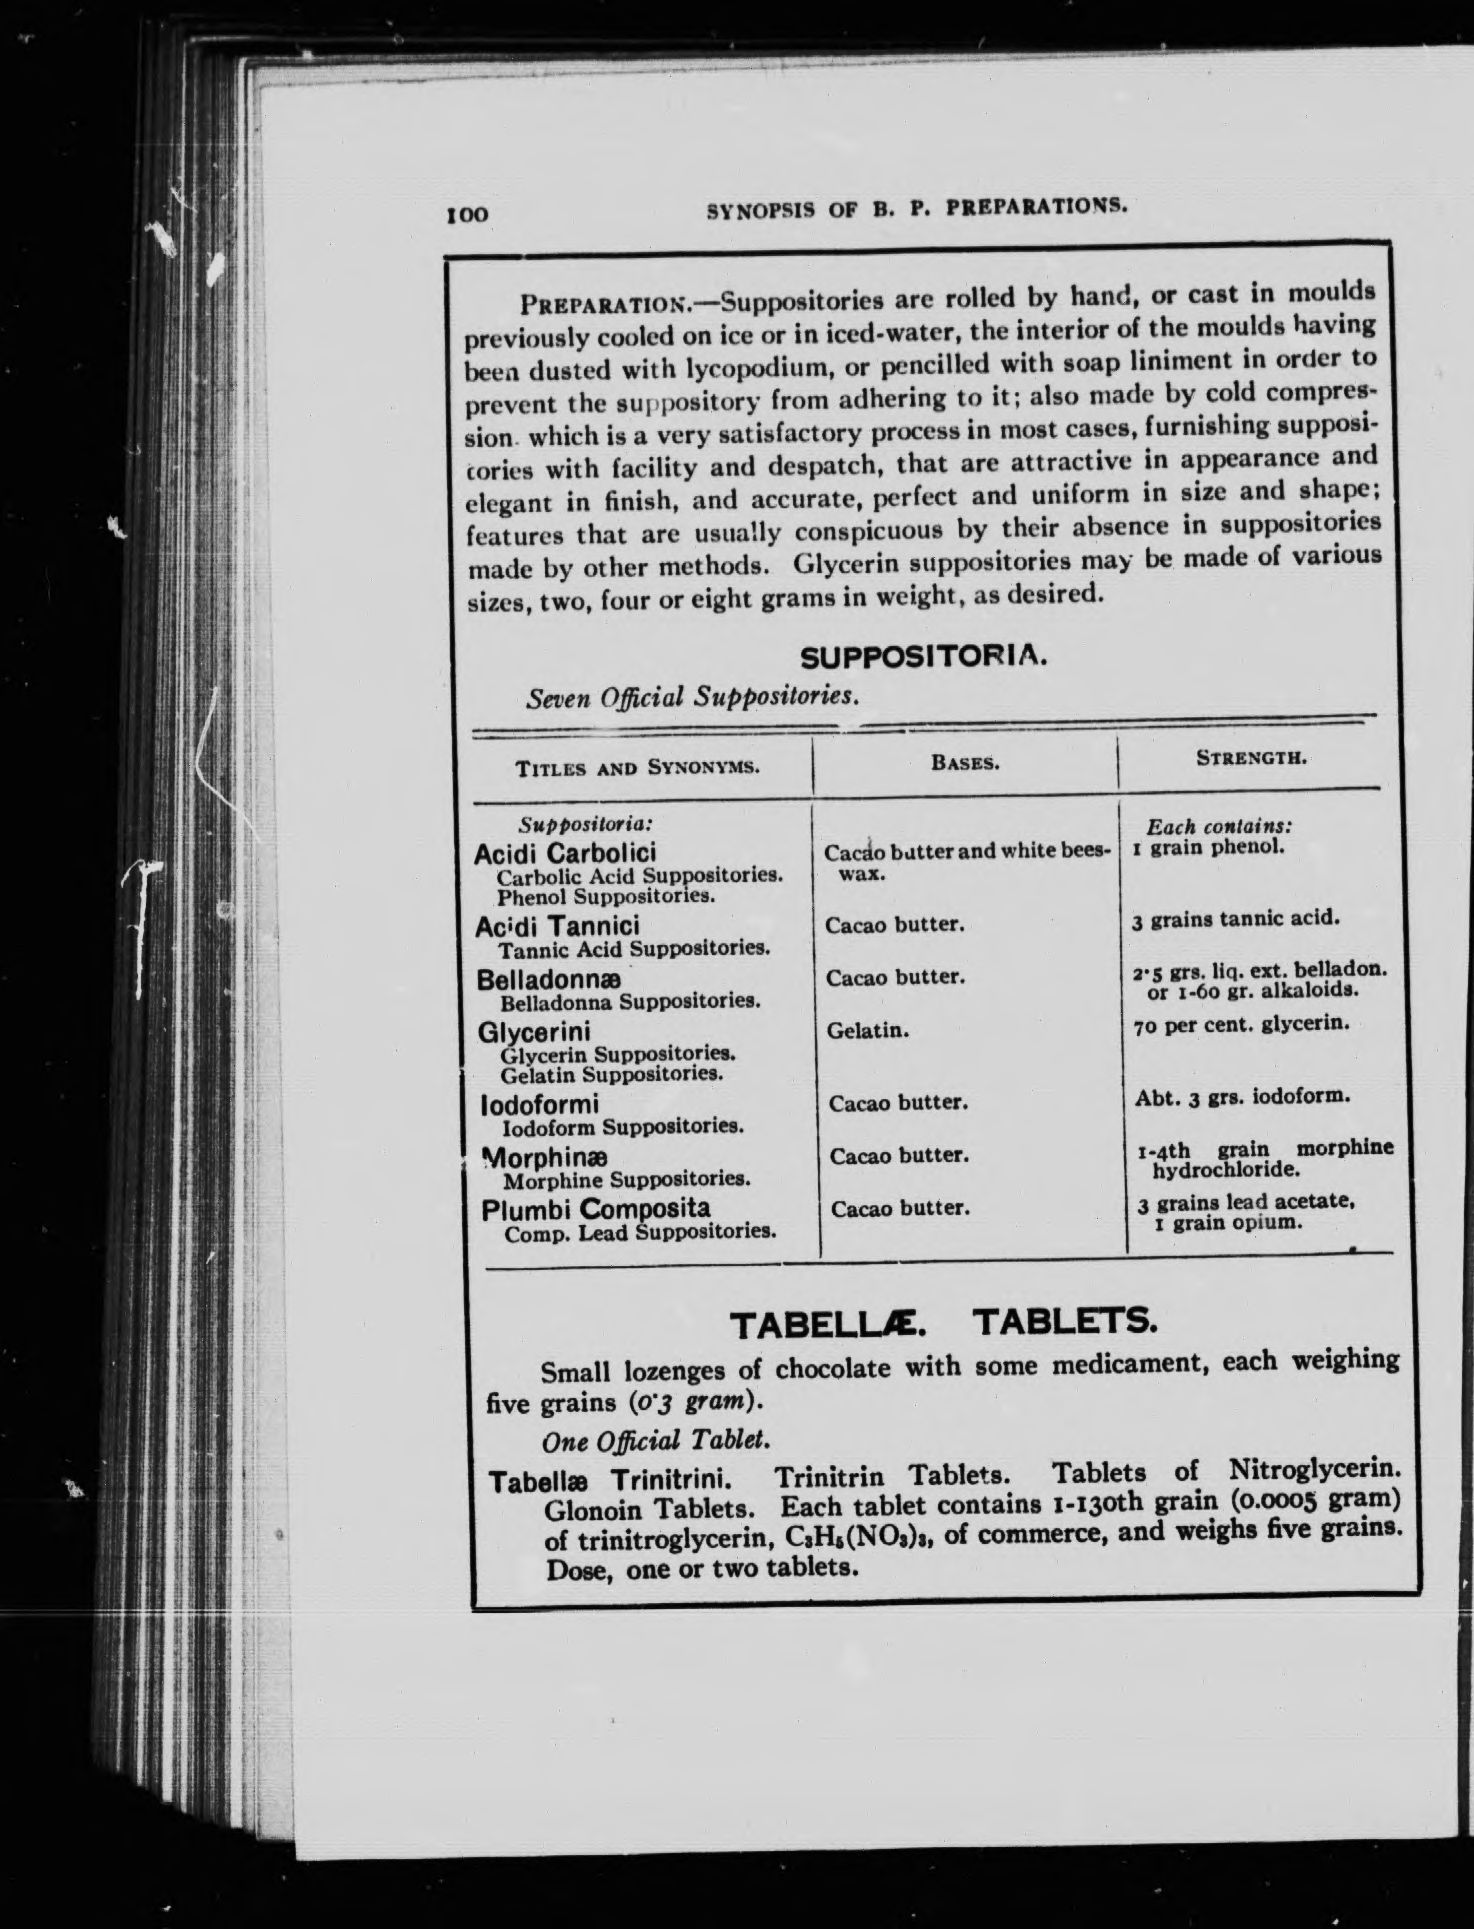 100
SYNOPSIS OF B. P. PREPARATIONS.
PREPARATION.—Suppositories are rolled by hand, or cast in moulds
previously cooled on ice or in iced-water, the interior of the moulds having
been dusted with lycopodium, or pencilled with soap liniment in order to
prevent the suppository from adhering to it; also made by cold compres-
sion. which is a very satisfactory process in most cases, furnishing supposi-
tories with facility and despatch, that are attractive in appearance and
elegant in finish, and accurate, perfect and uniform in size and shape;
features that are usually conspicuous by their absence in suppositories
made by other methods. Glycerin suppositories may be made of various
sizes, two, four or eight grams in weight, as desired.
SUPPOSITORIA.
Seven Official Suppositories.
TITLES AND SYNONYMS. BASES. STRENGTH.
Suppositoria: Each contains:
Acidi Carbolici Cacao butter and white bees- 1 grain phenol.
Carbolic Acid Suppositories. wax.
Phenol Suppositories.
Acidi Tannici Cacao butter. 3 grains tannic acid.
Tannic Acid Suppositories.
Belladonnæ Cacao butter. 2·5 grs. liq. ext. belladon.
Belladonna Suppositories. or 1-60 gr. alkaloids.
Glycerini Gelatin. 70 per cent. glycerin.
Glycerin Suppositories.
Gelatin Suppositories.
Iodoformi Cacao butter. Abt. 3 grs. iodoform.
Iodoform Suppositories.
Morphinæ Cacao butter. 1-4th grain morphine
Morphine Suppositories. hydrochloride.
Plumbi Composita Cacao butter. 3 grains lead acetate,
Comp. Lead Suppositories. 1 grain opium.
TABELLÆ. TABLETS.
Small lozenges of chocolate with some medicament, each weighing
five grains (0·3 gram).
One Official Tablet.
Tabellæ Trinitrini. Trinitrin Tablets. Tablets of Nitroglycerin.
Glonoin Tablets. Each tablet contains 1-130th grain (0.0005 gram)
of trinitroglycerin, C₃H₅(NO₃)₃, of commerce, and weighs five grains.
Dose, one or two tablets.